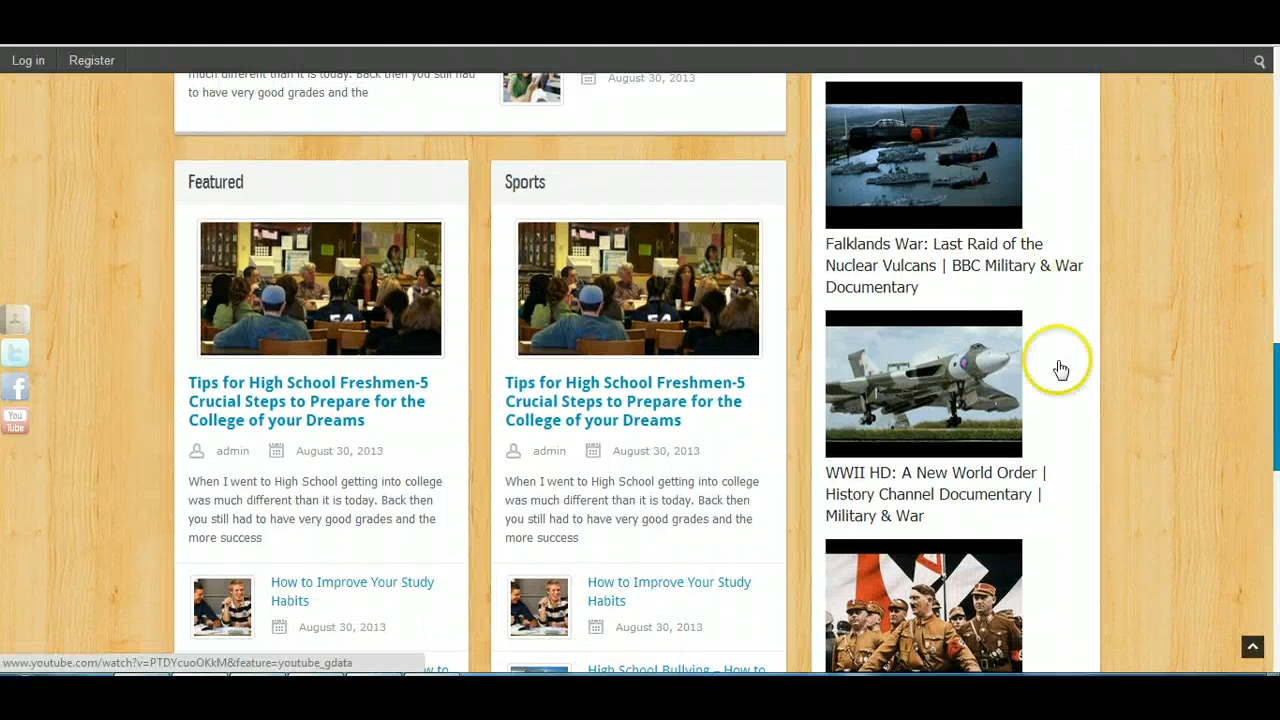 Log in Register
much different than it is today. Back then you still had
to have very good grades and the
August 30, 2013
Featured
Tips for High School Freshmen-5
Crucial Steps to Prepare for the
College of your Dreams
admin August 30, 2013
When I went to High School getting into college
was much different than it is today. Back then
you still had to have very good grades and the
more success
How to Improve Your Study
Habits
August 30, 2013
Sports
Tips for High School Freshmen-5
Crucial Steps to Prepare for the
College of your Dreams
admin August 30, 2013
When I went to High School getting into college
was much different than it is today. Back then
you still had to have very good grades and the
more success
How to Improve Your Study
Habits
August 30, 2013
High School Bullying – How to
Falklands War: Last Raid of the
Nuclear Vulcans | BBC Military & War
Documentary
WWII HD: A New World Order |
History Channel Documentary |
Military & War
You
Tube
www.youtube.com/watch?v=PTDYcuoOKkM&feature=youtube_gdata